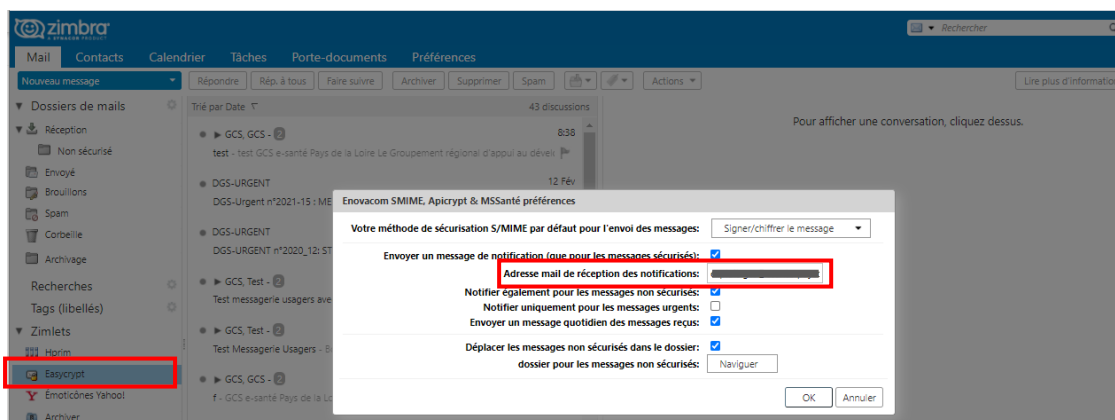 zimbra
A SYNACOR PRODUCT
Rechercher
Mail Contacts Calendrier Tâches Porte-documents Préférences
Nouveau message Répondre Rép. à tous Faire suivre Archiver Supprimer Spam Actions Lire plus d'informatio
Dossiers de mails
Trié par Date 43 discussions
Pour afficher une conversation, cliquez dessus.
Réception
GCS, GCS - 2 8:38
Non sécurisé
test - test GCS e-santé Pays de la Loire Le Groupement régional d'appui au dével
Envoyé
Brouillons
DGS-URGENT 12 Fév
DGS-Urgent n°2021-15 : ME
Spam
Corbeille
DGS-URGENT
DGS-URGENT n°2020_12: ST
Archivage
Recherches
GCS, Test - 2
Test messagerie usagers ave
Tags (libellés)
Zimlets
GCS, Test - 2
Hprim
Test Messagerie Usagers - B
Easycrypt
GCS, GCS - 2
Émoticônes Yahoo!
f - GCS e-santé Pays de la Lo
Archiver
Enovacom SMIME, Apicrypt & MSSanté préférences
Votre méthode de sécurisation S/MIME par défaut pour l'envoi des messages: Signer/chiffrer le message
Envoyer un message de notification (que pour les messages sécurisés):
Adresse mail de réception des notifications:
Notifier également pour les messages non sécurisés:
Notifier uniquement pour les messages urgents:
Envoyer un message quotidien des messages reçus:
Déplacer les messages non sécurisés dans le dossier:
dossier pour les messages non sécurisés: Naviguer
OK Annuler